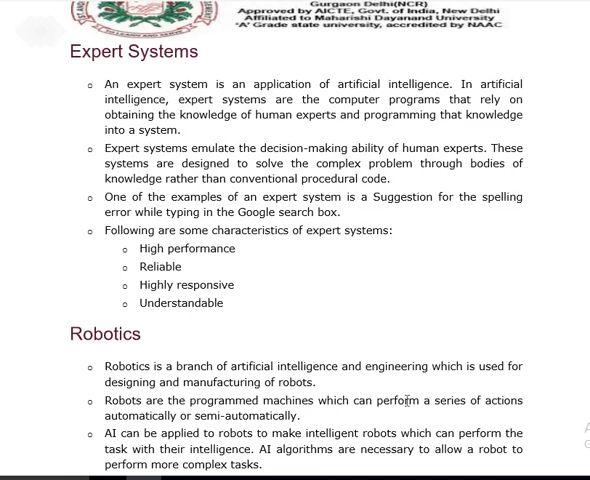 Gurgaon Delhi(NCR)
Approved by AICTE, Govt. of India, New Delhi
Affiliated to Maharishi Dayanand University
'A' Grade state university, accredited by NAAC
Expert Systems
An expert system is an application of artificial intelligence. In artificial
intelligence, expert systems are the computer programs that rely on
obtaining the knowledge of human experts and programming that knowledge
into a system.
Expert systems emulate the decision-making ability of human experts. These
systems are designed to solve the complex problem through bodies of
knowledge rather than conventional procedural code.
One of the examples of an expert system is a Suggestion for the spelling
error while typing in the Google search box.
Following are some characteristics of expert systems:
High performance
Reliable
Highly responsive
Understandable
Robotics
Robotics is a branch of artificial intelligence and engineering which is used for
designing and manufacturing of robots.
Robots are the programmed machines which can perform a series of actions
automatically or semi-automatically.
AI can be applied to robots to make intelligent robots which can perform the
task with their intelligence. AI algorithms are necessary to allow a robot to
perform more complex tasks.